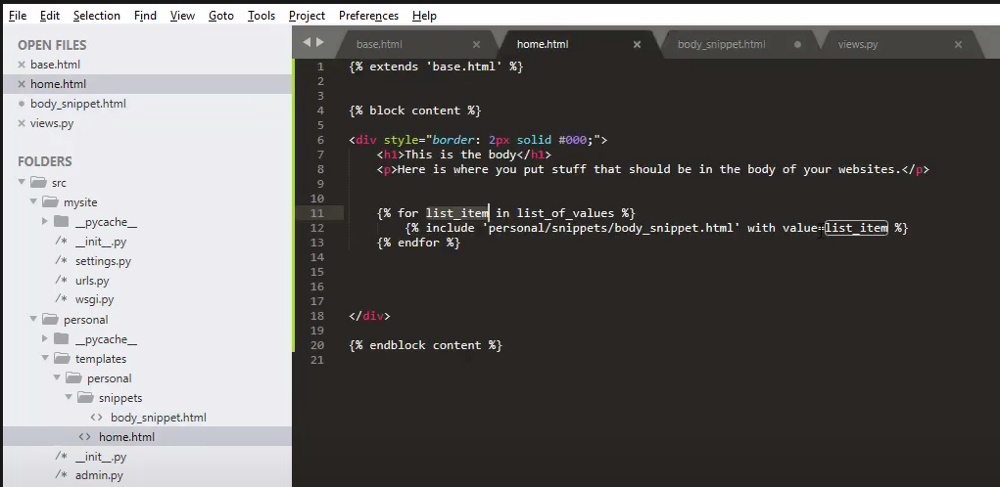 File Edit Selection Find View Goto Tools Project Preferences Help
OPEN FILES
base.html
home.html
body_snippet.html
views.py
FOLDERS
src
mysite
__pycache__
__init__.py
settings.py
urls.py
wsgi.py
personal
__pycache__
templates
personal
snippets
body_snippet.html
home.html
__init__.py
admin.py
base.html home.html body_snippet.html views.py
1 {% extends 'base.html' %}
2
3
4 {% block content %}
5
6 <div style="border: 2px solid #000;">
7 <h1>This is the body</h1>
8 <p>Here is where you put stuff that should be in the body of your websites.</p>
9
10
11 {% for list_item in list_of_values %}
12 {% include 'personal/snippets/body_snippet.html' with value=list_item %}
13 {% endfor %}
14
15
16
17
18 </div>
19
20 {% endblock content %}
21